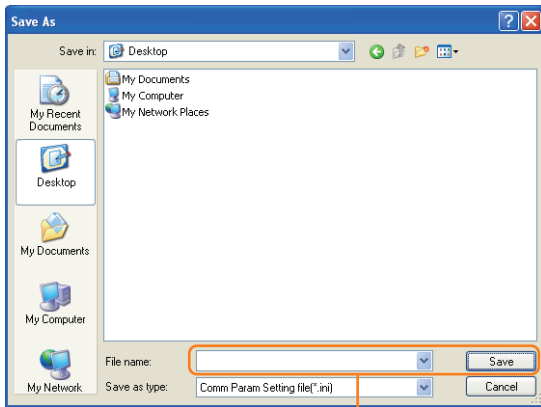 Save As
Save in:
Desktop
My Recent
Documents
Desktop
My Documents
My Computer
My Network
My Documents
My Computer
My Network Places
File name:
Save
Save as type:
Comm Param Setting file(*.ini)
Cancel